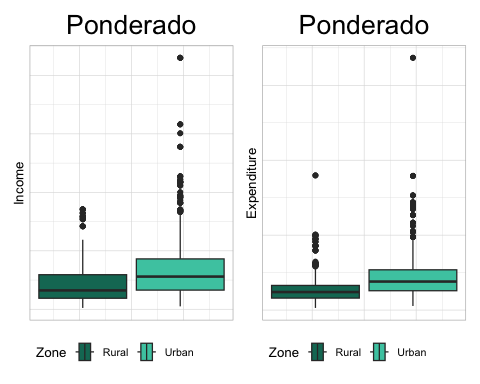 Ponderado
Income
Zone Rural Urban
Ponderado
Expenditure
Zone Rural Urban